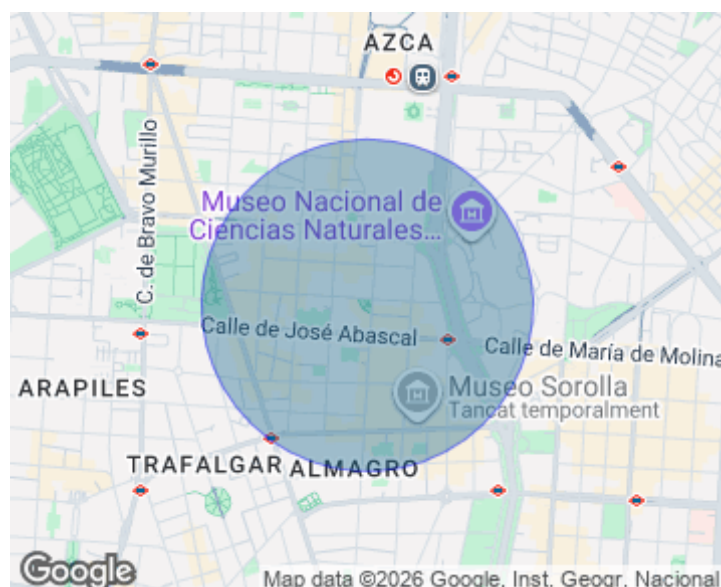 AZCA
C. de Bravo Murillo
Museo Nacional de
Ciencias Naturales...
Calle de José Abascal
Calle de María de Molina
ARAPILES
Museo Sorolla
Tancat temporalment
TRAFALGAR
ALMAGRO
Google
Map data ©2026 Google, Inst. Geogr. Nacional